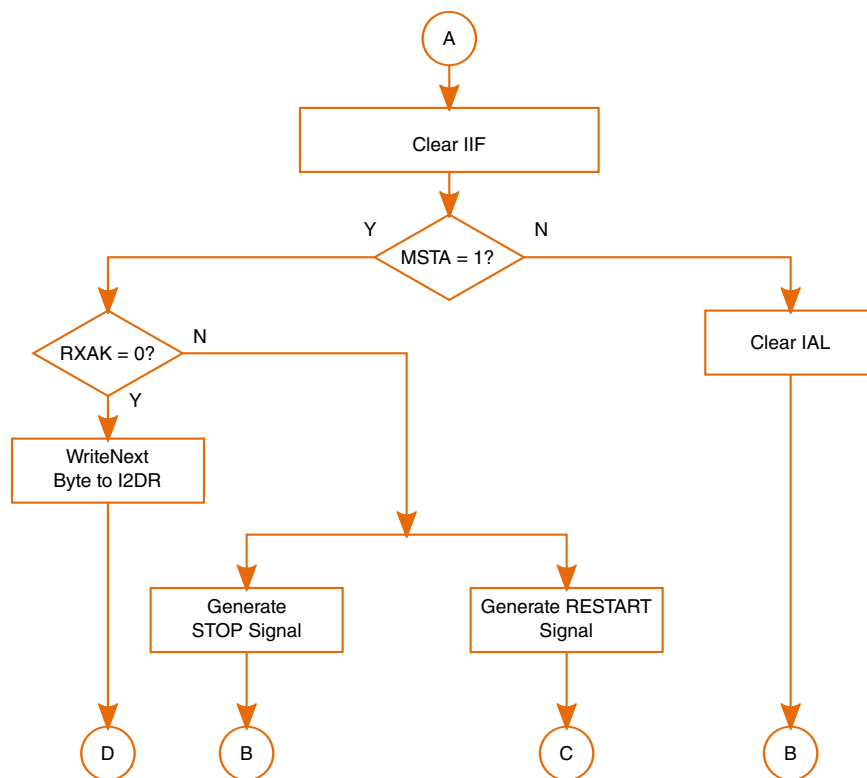 A
Clear IIF
Y
N
MSTA = 1?
Clear IAL
RXAK = 0?
N
Y
WriteNext
Byte to I2DR
Generate
STOP Signal
Generate RESTART
Signal
D
B
C
B